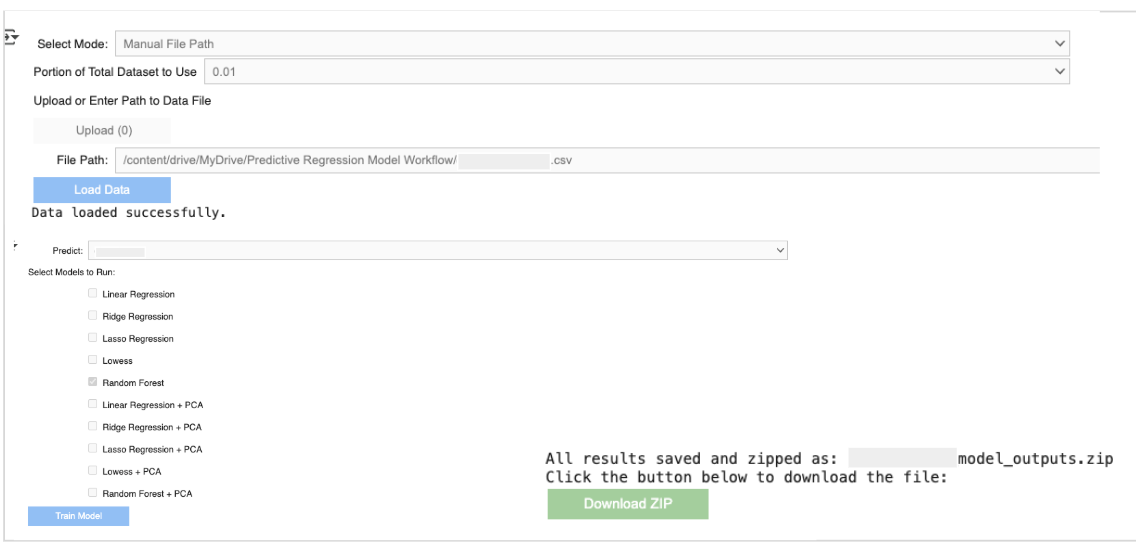 Select Mode: Manual File Path
Portion of Total Dataset to Use 0.01
Upload or Enter Path to Data File
Upload (0)
File Path: /content/drive/MyDrive/Predictive Regression Model Workflow/ .csv
Load Data
Data loaded successfully.
Predict:
Select Models to Run:
Linear Regression
Ridge Regression
Lasso Regression
Lowess
Random Forest
Linear Regression + PCA
Ridge Regression + PCA
Lasso Regression + PCA
Lowess + PCA
Random Forest + PCA
Train Model
All results saved and zipped as: model_outputs.zip
Click the button below to download the file:
Download ZIP